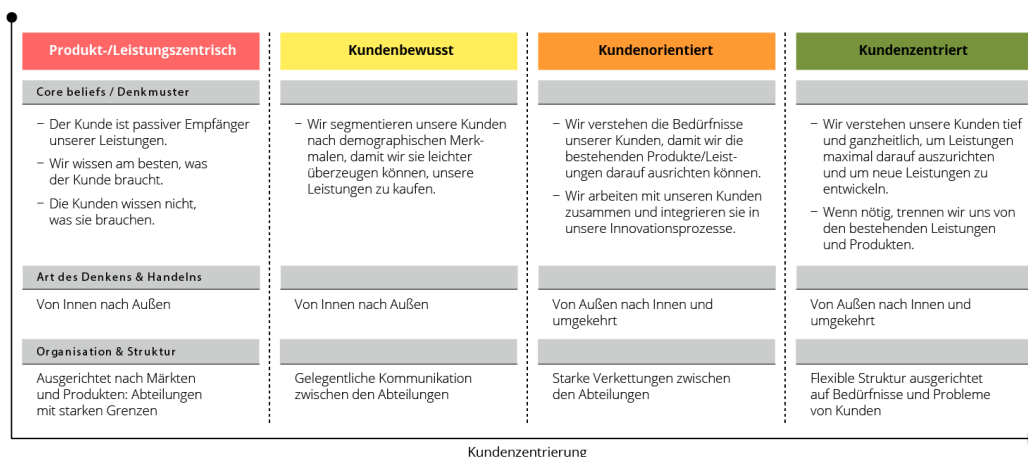 Produkt-/Leistungszentrisch
Kundenbewusst
Kundenorientiert
Kundenzentriert
Core beliefs / Denkmuster
– Der Kunde ist passiver Empfänger
unserer Leistungen.
– Wir wissen am besten, was
der Kunde braucht.
– Die Kunden wissen nicht,
was sie brauchen.
– Wir segmentieren unsere Kunden
nach demographischen Merk-
malen, damit wir sie leichter
überzeugen können, unsere
Leistungen zu kaufen.
– Wir verstehen die Bedürfnisse
unserer Kunden, damit wir die
bestehenden Produkte/Leist-
ungen darauf ausrichten können.
– Wir arbeiten mit unseren Kunden
zusammen und integrieren sie in
unsere Innovationsprozesse.
– Wir verstehen unsere Kunden tief
und ganheitlich, um Leistungen
maximal darauf auszurichten
und um neue Leistungen zu
entwickeln.
– Wenn nötig, trennen wir uns von
den bestehenden Leistungen
und Produkten.
Art des Denkens & Handelns
Von Innen nach Außen
Von Innen nach Außen
Von Außen nach Innen und
umgekehrt
Von Außen nach Innen und
umgekehrt
Organisation & Struktur
Ausgerichtet nach Märkten
und Produkten: Abteilungen
mit starken Grenzen
Gelegentliche Kommunikation
zwischen den Abteilungen
Starke Verkettungen zwischen
den Abteilungen
Flexible Struktur ausgerichtet
auf Bedürfnisse und Probleme
von Kunden
Kundenzentrierung